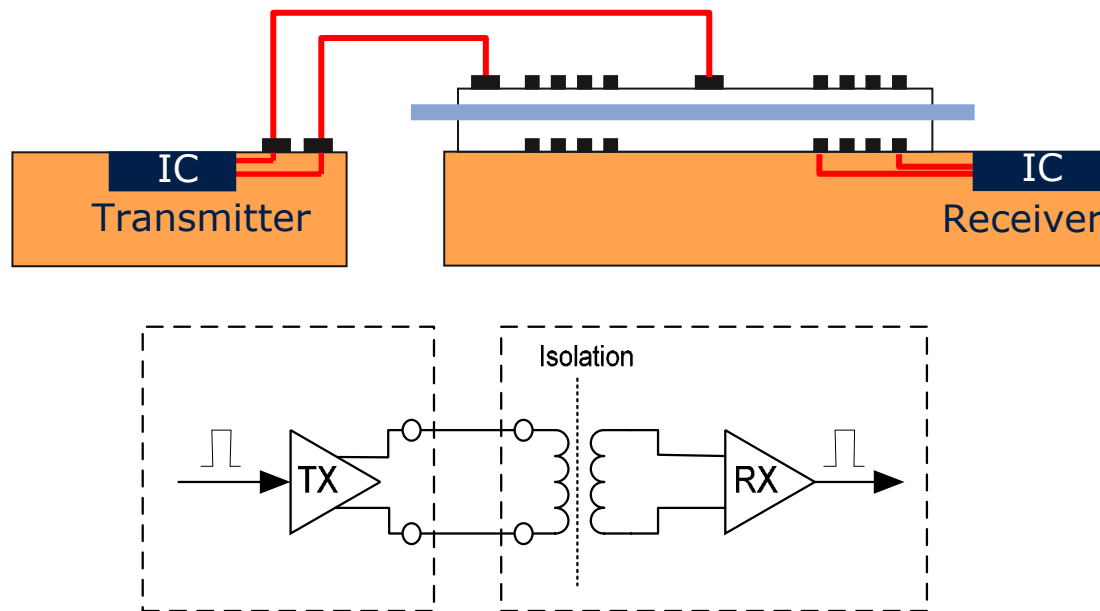 IC
IC
Transmitter
Receiver
Isolation
TX
RX